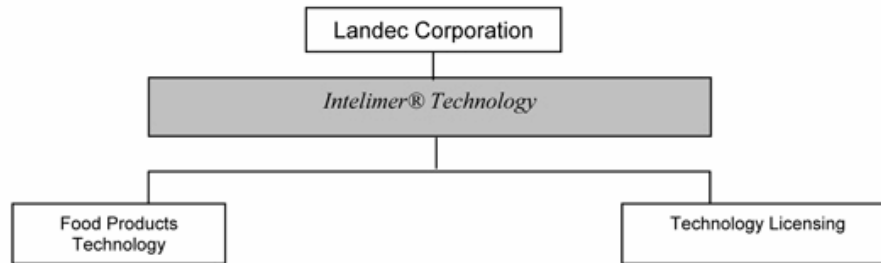 Landec Corporation
Intelimer® Technology
Food Products
Technology
Technology Licensing